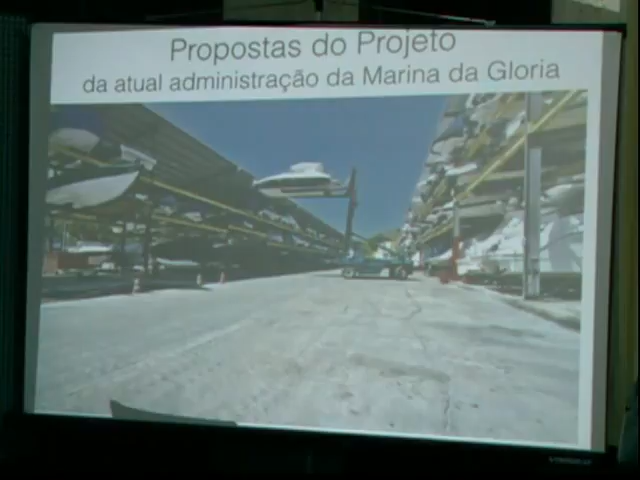 Propostas do Projeto
da atual administração da Marina da Gloria